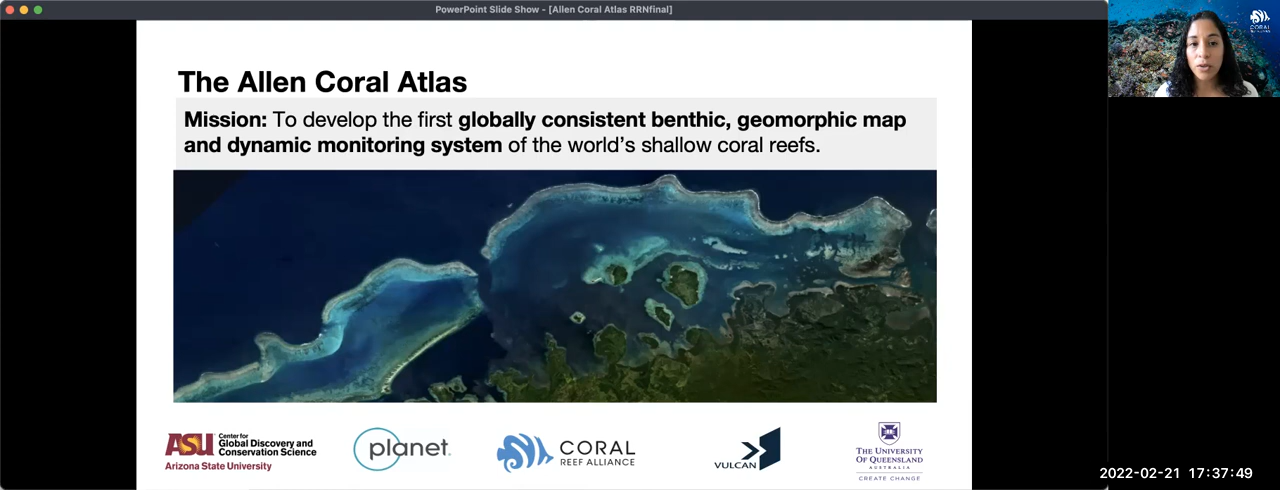 PowerPoint Slide Show - [Allen Coral Atlas RRNfinal]
The Allen Coral Atlas
Mission: To develop the first globally consistent benthic, geomorphic map
and dynamic monitoring system of the world's shallow coral reefs.
ASU Center for
Global Discovery and
Conservation Science
Arizona State University
planet.
CORAL
REEF ALLIANCE
VULCAN
THE UNIVERSITY
OF QUEENSLAND
AUSTRALIA
CREATE CHANGE
CORAL
2022-02-21 17:37:49